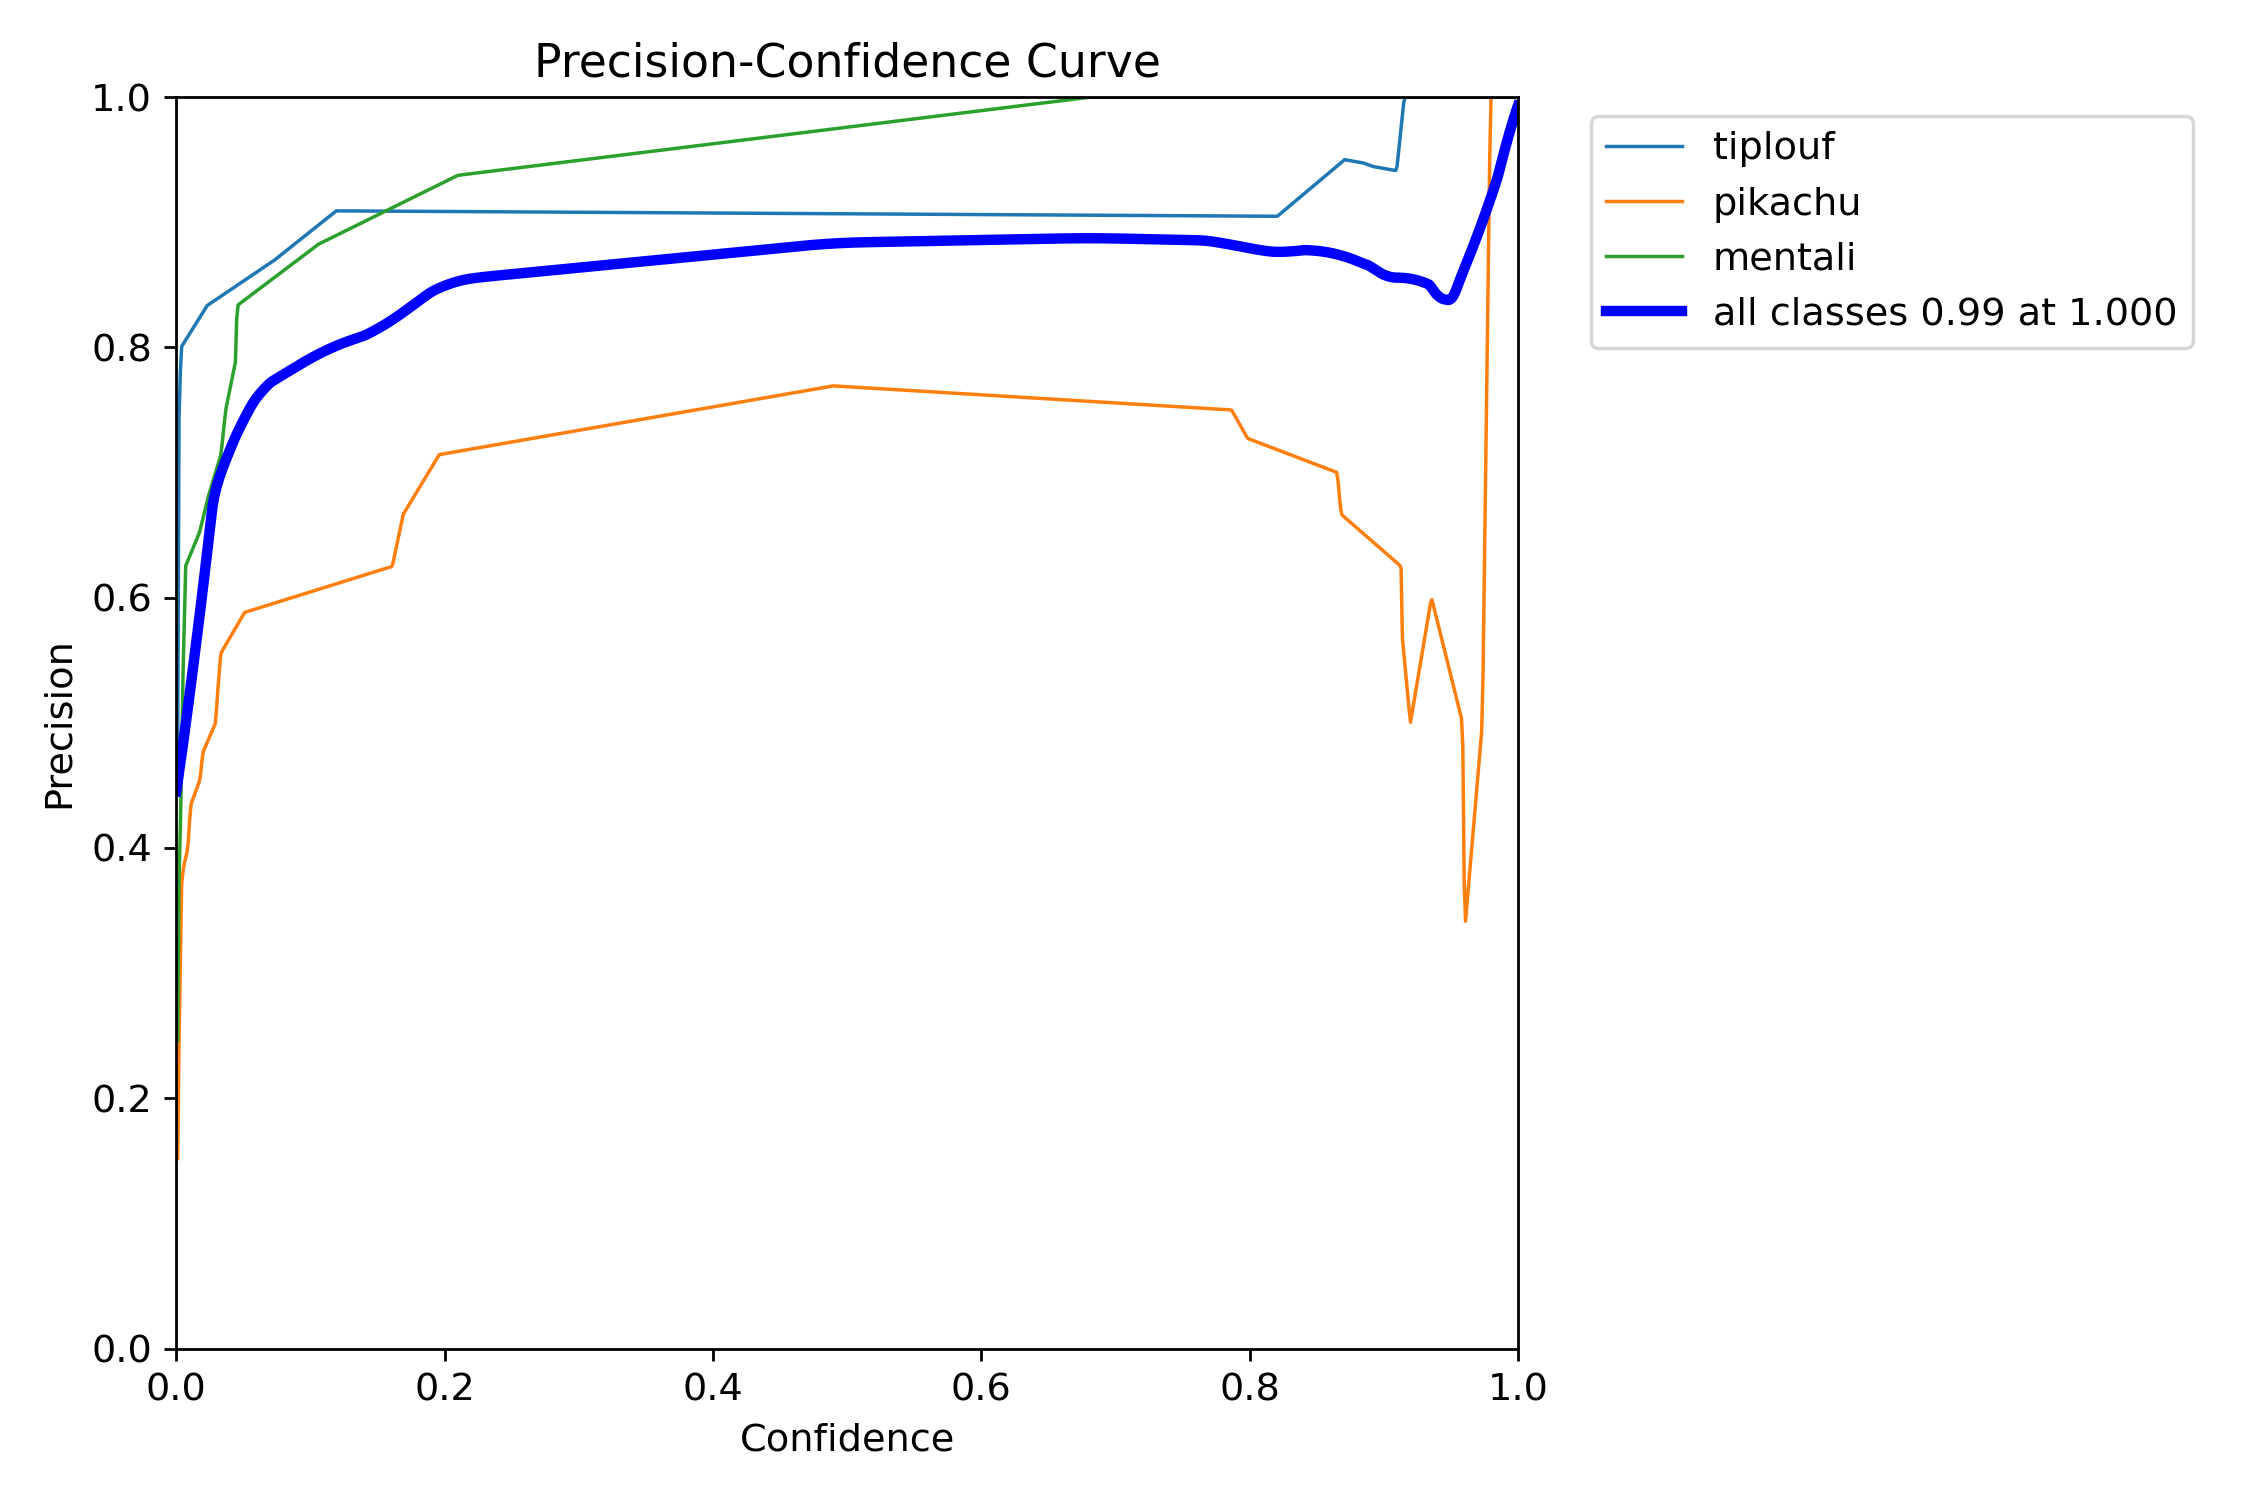 Precision-Confidence Curve
1.0
0.8
0.6
0.4
0.2
0.0
Precision
0.0 0.2 0.4 0.6 0.8 1.0
Confidence
tiplouf
pikachu
mentali
all classes 0.99 at 1.000